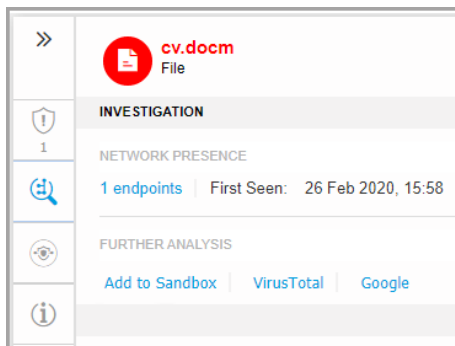 cv.docm
File
INVESTIGATION
1
NETWORK PRESENCE
1 endpoints First Seen: 26 Feb 2020, 15:58
FURTHER ANALYSIS
Add to Sandbox VirusTotal Google